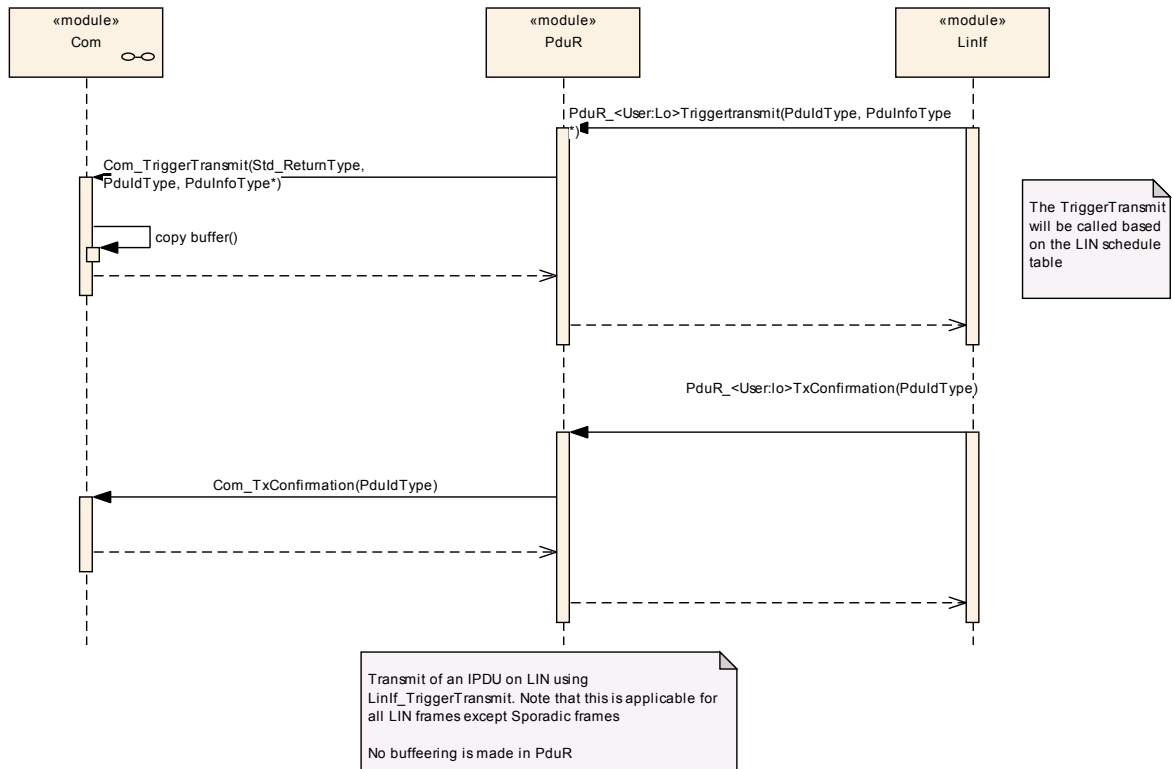 «module»
Com
«module»
PduR
«module»
LinIf
PduR_<User:Lo>Triggertransmit(PduIdType, PduInfoType
*)
Com_TriggerTransmit(Std_ReturnType,
PduIdType, PduInfoType*)
copy buffer()
The TriggerTransmit
will be called based
on the LIN schedule
table
PduR_<User:lo>TxConfirmation(PduIdType)
Com_TxConfirmation(PduIdType)
Transmit of an IPDU on LIN using
LinIf_TriggerTransmit. Note that this is applicable for
all LIN frames except Sporadic frames
No buffeering is made in PduR